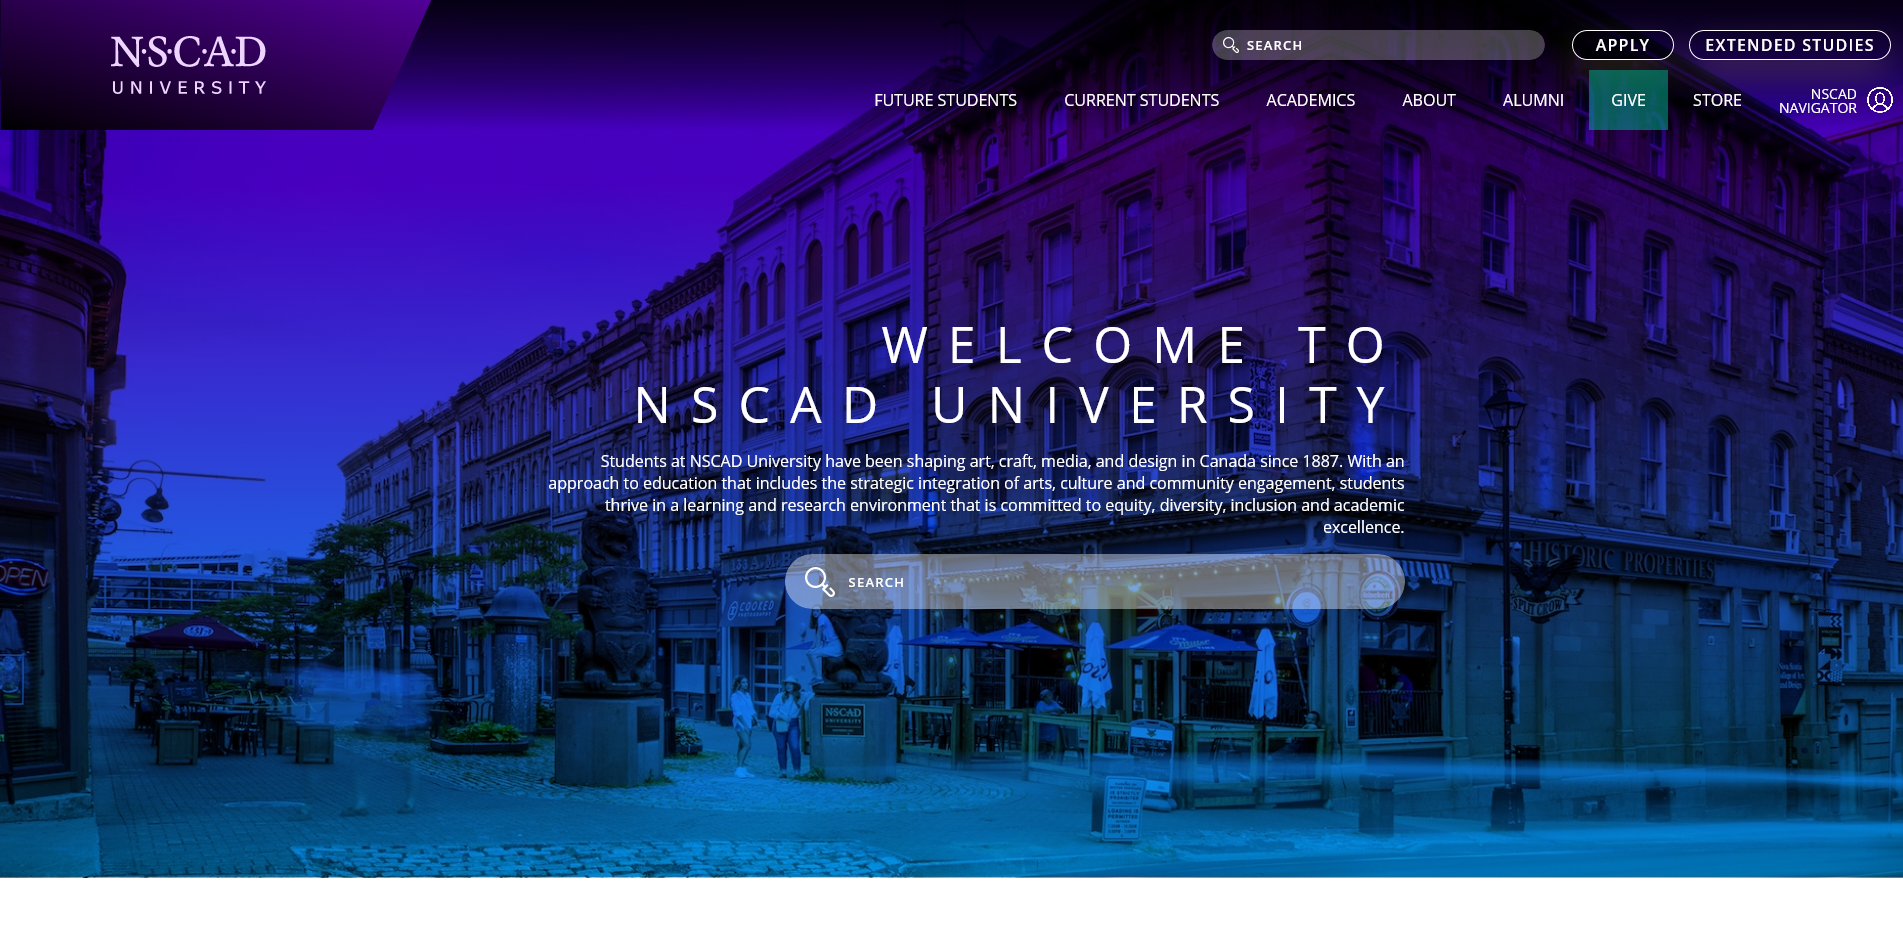 N·S·C·A·D
UNIVERSITY
SEARCH
APPLY
EXTENDED STUDIES
FUTURE STUDENTS
CURRENT STUDENTS
ACADEMICS
ABOUT
ALUMNI
GIVE
STORE
NSCAD
NAVIGATOR
WELCOME TO
NSCAD UNIVERSITY
Students at NSCAD University have been shaping art, craft, media, and design in Canada since 1887. With an
approach to education that includes the strategic integration of arts, culture and community engagement, students
thrive in a learning and research environment that is committed to equity, diversity, inclusion and academic
excellence.
SEARCH
HISTORIC PROPERTIES
OPEN
COOKED
SPLIT CROW
NSCAD
UNIVERSITY